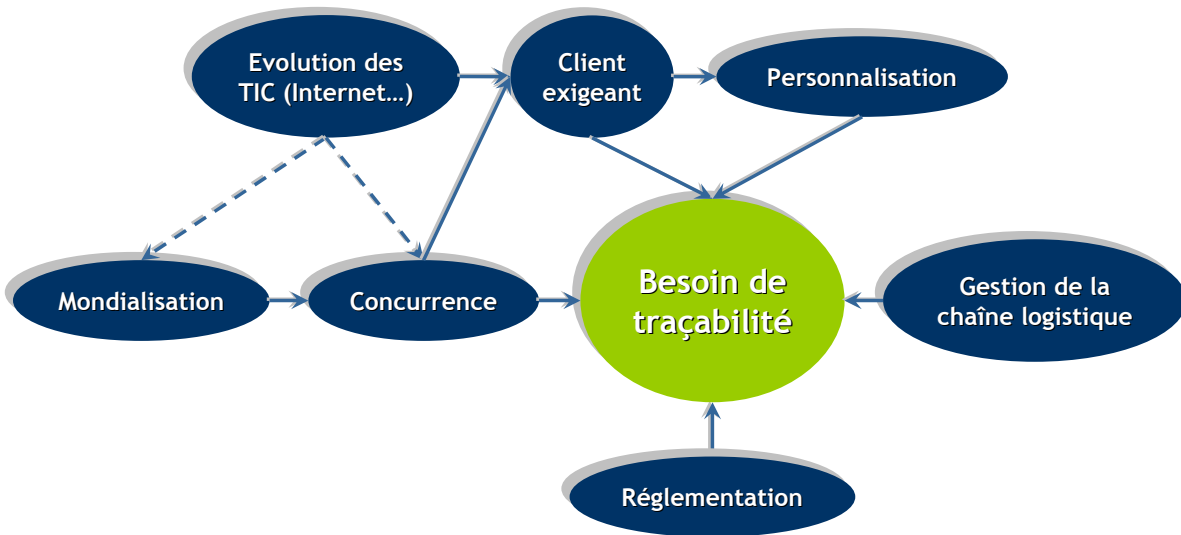 Evolution des
TIC (Internet…)
Client
exigeant
Personnalisation
Mondialisation
Concurrence
Besoin de
traçabilité
Gestion de la
chaîne logistique
Réglementation